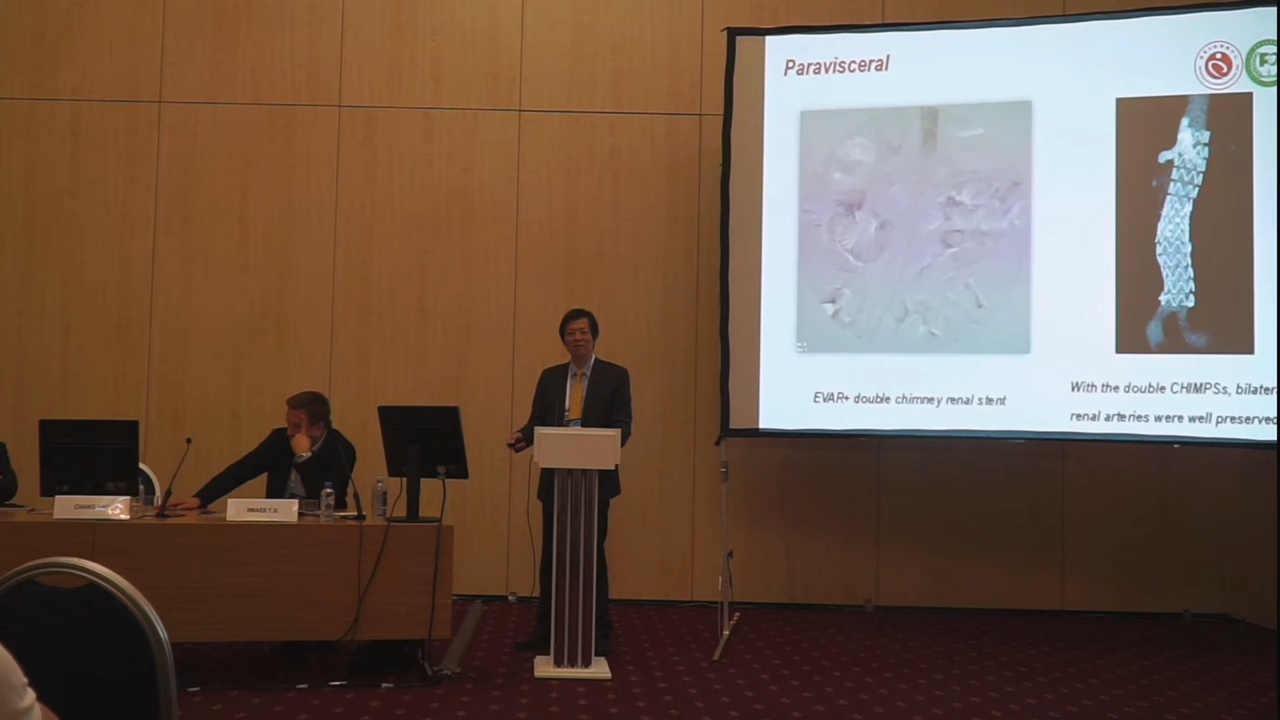 Paravisceral
EVAR+ double chimney renal stent
With the double CHIMPSs, bilater
renal arteries were well preserved
CHANG